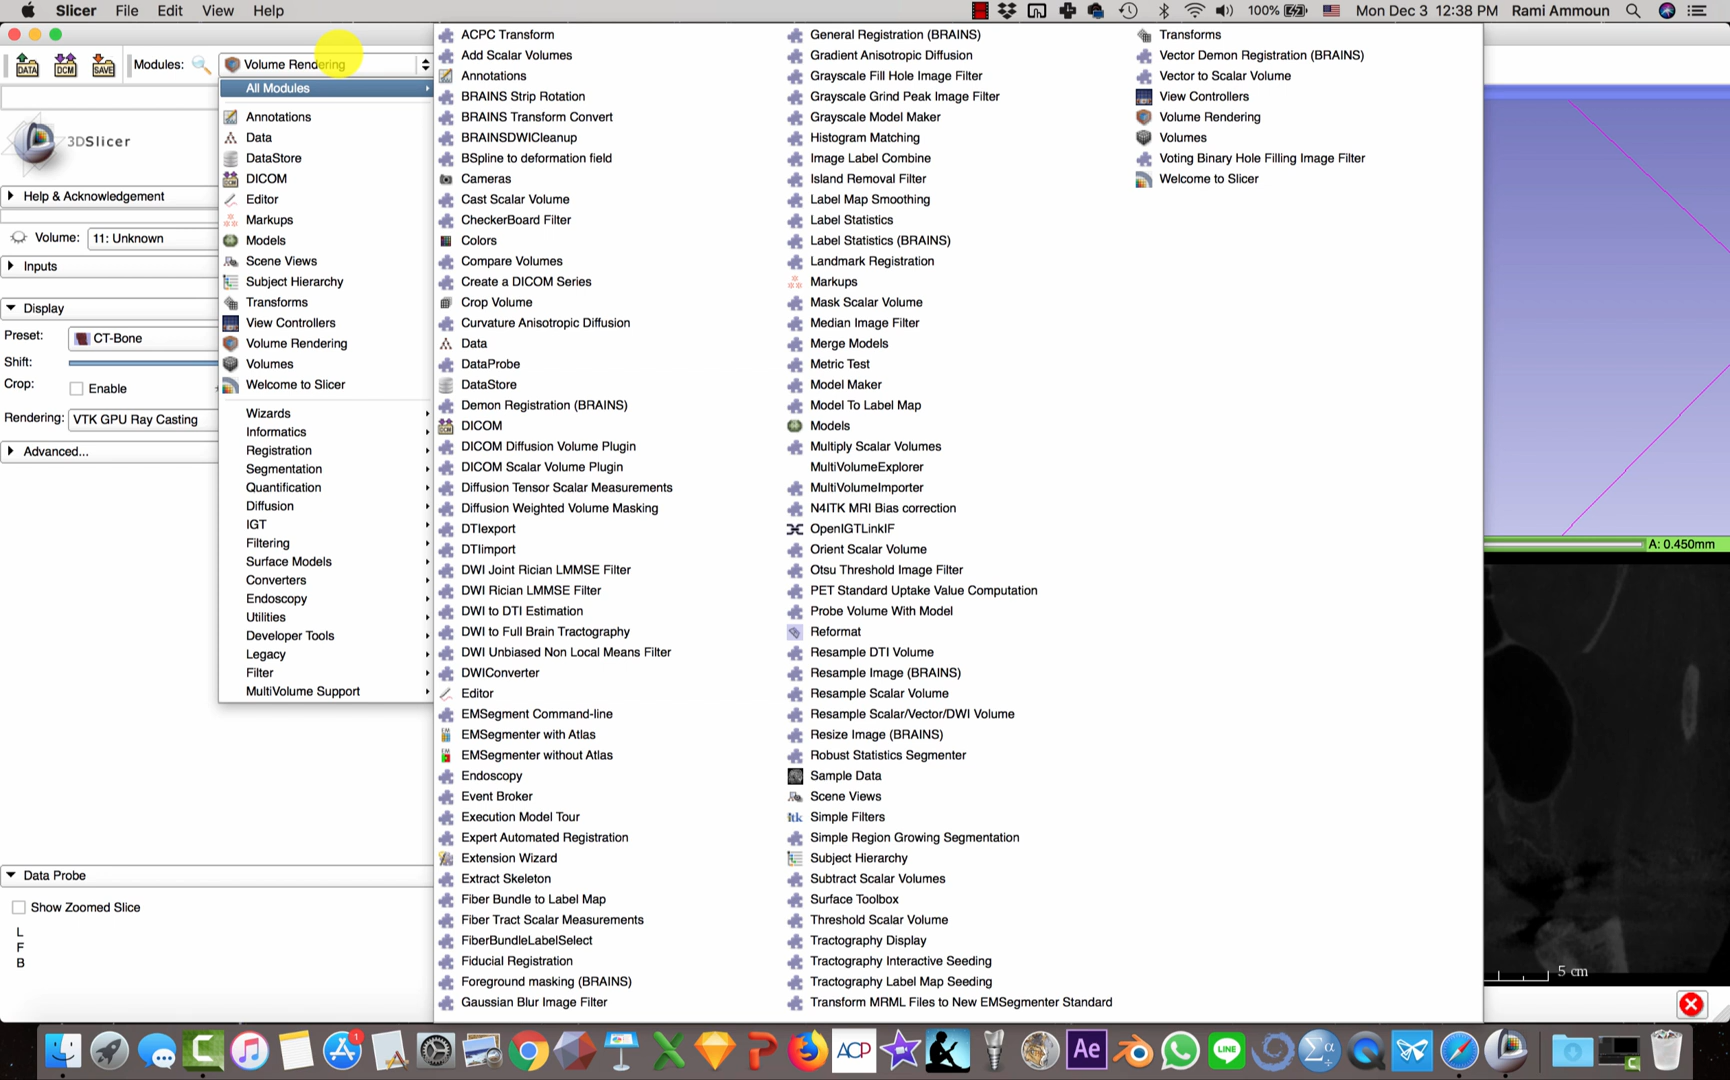 Slicer File Edit View Help
100% Mon Dec 3 12:38 PM Rami Ammoun
DATA DCM SAVE Modules: Volume Rendering
3DSlicer
Help & Acknowledgement
Volume: 11: Unknown
Inputs
Display
Preset: CT-Bone
Shift:
Crop: Enable
Rendering: VTK GPU Ray Casting
Advanced...
Data Probe
Show Zoomed Slice
L
F
B
All Modules
Annotations
Data
DataStore
DICOM
Editor
Markups
Models
Scene Views
Subject Hierarchy
Transforms
View Controllers
Volume Rendering
Volumes
Welcome to Slicer
Wizards
Informatics
Registration
Segmentation
Quantification
Diffusion
IGT
Filtering
Surface Models
Converters
Endoscopy
Utilities
Developer Tools
Legacy
Filter
MultiVolume Support
ACPC Transform
Add Scalar Volumes
Annotations
BRAINS Strip Rotation
BRAINS Transform Convert
BRAINSDWICleanup
BSpline to deformation field
Cameras
Cast Scalar Volume
CheckerBoard Filter
Colors
Compare Volumes
Create a DICOM Series
Crop Volume
Curvature Anisotropic Diffusion
Data
DataProbe
DataStore
Demon Registration (BRAINS)
DICOM
DICOM Diffusion Volume Plugin
DICOM Scalar Volume Plugin
Diffusion Tensor Scalar Measurements
Diffusion Weighted Volume Masking
DTIexport
DTIimport
DWI Joint Rician LMMSE Filter
DWI Rician LMMSE Filter
DWI to DTI Estimation
DWI to Full Brain Tractography
DWI Unbiased Non Local Means Filter
DWIConverter
Editor
EMSegment Command-line
EMSegmenter with Atlas
EMSegmenter without Atlas
Endoscopy
Event Broker
Execution Model Tour
Expert Automated Registration
Extension Wizard
Extract Skeleton
Fiber Bundle to Label Map
Fiber Tract Scalar Measurements
FiberBundleLabelSelect
Fiducial Registration
Foreground masking (BRAINS)
Gaussian Blur Image Filter
General Registration (BRAINS)
Gradient Anisotropic Diffusion
Grayscale Fill Hole Image Filter
Grayscale Grind Peak Image Filter
Grayscale Model Maker
Histogram Matching
Image Label Combine
Island Removal Filter
Label Map Smoothing
Label Statistics
Label Statistics (BRAINS)
Landmark Registration
Markups
Mask Scalar Volume
Median Image Filter
Merge Models
Metric Test
Model Maker
Model To Label Map
Models
Multiply Scalar Volumes
MultiVolumeExplorer
MultiVolumeImporter
N4ITK MRI Bias correction
OpenIGTLinkIF
Orient Scalar Volume
Otsu Threshold Image Filter
PET Standard Uptake Value Computation
Probe Volume With Model
Reformat
Resample DTI Volume
Resample Image (BRAINS)
Resample Scalar Volume
Resample Scalar/Vector/DWI Volume
Resize Image (BRAINS)
Robust Statistics Segmenter
Sample Data
Scene Views
itk Simple Filters
Simple Region Growing Segmentation
Subject Hierarchy
Subtract Scalar Volumes
Surface Toolbox
Threshold Scalar Volume
Tractography Display
Tractography Interactive Seeding
Tractography Label Map Seeding
Transform MRML Files to New EMSegmenter Standard
Transforms
Vector Demon Registration (BRAINS)
Vector to Scalar Volume
View Controllers
Volume Rendering
Volumes
Voting Binary Hole Filling Image Filter
Welcome to Slicer
A: 0.450mm
5 cm
1
ACP
Ae
LINE
Σα